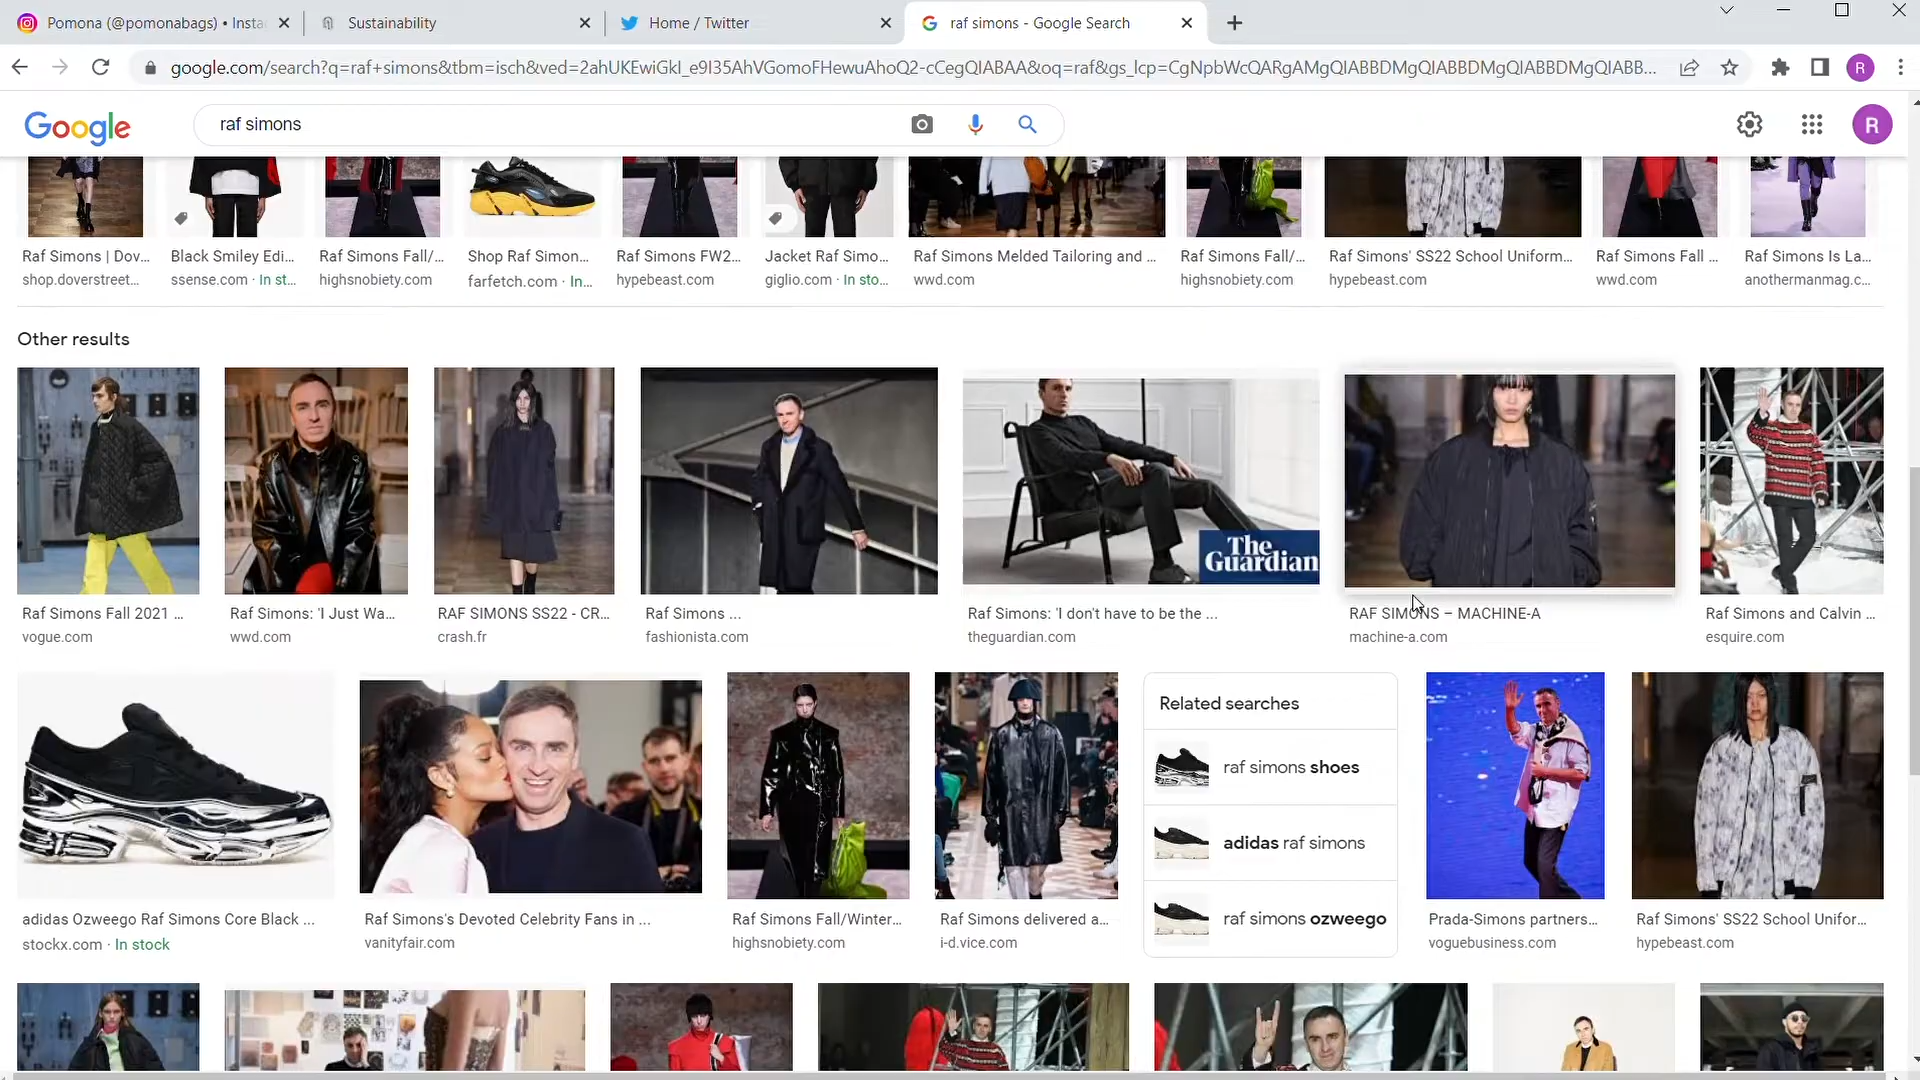 Pomona (@pomonabags) • Insta
Sustainability
Home / Twitter
raf simons - Google Search
google.com/search?q=raf+simons&tbm=isch&ved=2ahUKEwiGkI_e9I35AhVGomoFHewuAhoQ2-cCegQIABAA&oq=raf&gs_lcp=CgNpbWcQARgAMgQIABBDMgQIABBDMgQIABBDMgQIABB...
R
Google
raf simons
R
Raf Simons | Dov...
shop.doverstreet...
Black Smiley Edi...
ssense.com · In st...
Raf Simons Fall/...
highsnobiety.com
Shop Raf Simon...
farfetch.com · In...
Raf Simons FW2...
hypebeast.com
Jacket Raf Simo...
giglio.com · In sto...
Raf Simons Melded Tailoring and ...
wwd.com
Raf Simons Fall/...
highsnobiety.com
Raf Simons' SS22 School Uniform...
hypebeast.com
Raf Simons Fall ...
wwd.com
Raf Simons Is La...
anothermanmag.c...
Other results
The
Guardian
Raf Simons Fall 2021 ...
vogue.com
Raf Simons: 'I Just Wa...
wwd.com
RAF SIMONS SS22 - CR...
crash.fr
Raf Simons ...
fashionista.com
Raf Simons: 'I don't have to be the ...
theguardian.com
RAF SIMONS – MACHINE-A
machine-a.com
Raf Simons and Calvin ...
esquire.com
adidas Ozweego Raf Simons Core Black ...
stockx.com · In stock
Raf Simons's Devoted Celebrity Fans in ...
vanityfair.com
Raf Simons Fall/Winter...
highsnobiety.com
Raf Simons delivered a...
i-d.vice.com
Related searches
raf simons shoes
adidas raf simons
raf simons ozweego
Prada-Simons partners...
voguebusiness.com
Raf Simons' SS22 School Unifor...
hypebeast.com